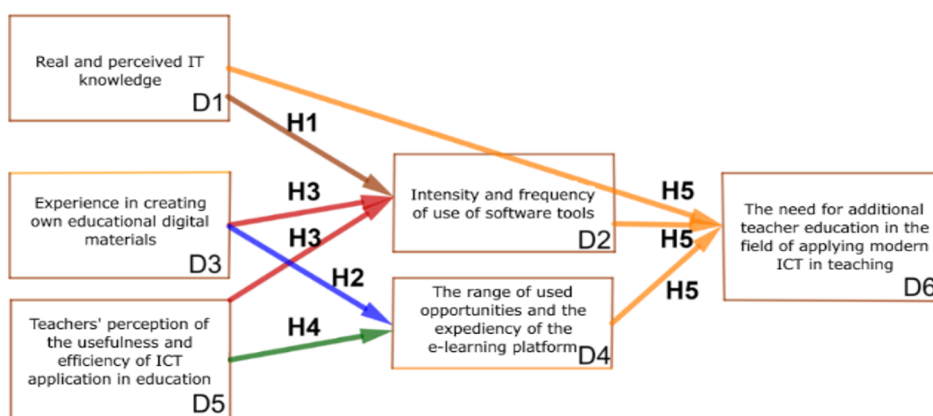 Real and perceived IT
knowledge
D1
H1
Experience in creating
own educational digital
materials
D3
H3
H3
H2
Intensity and frequency
of use of software tools
D2
H5
H5
The need for additional
teacher education in the
field of applying modern
ICT in teaching
D6
Teachers' perception of
the usefulness and
efficiency of ICT
application in education
D5
H4
The range of used
opportunities and the
expediency of the
e-learning platform
D4
H5